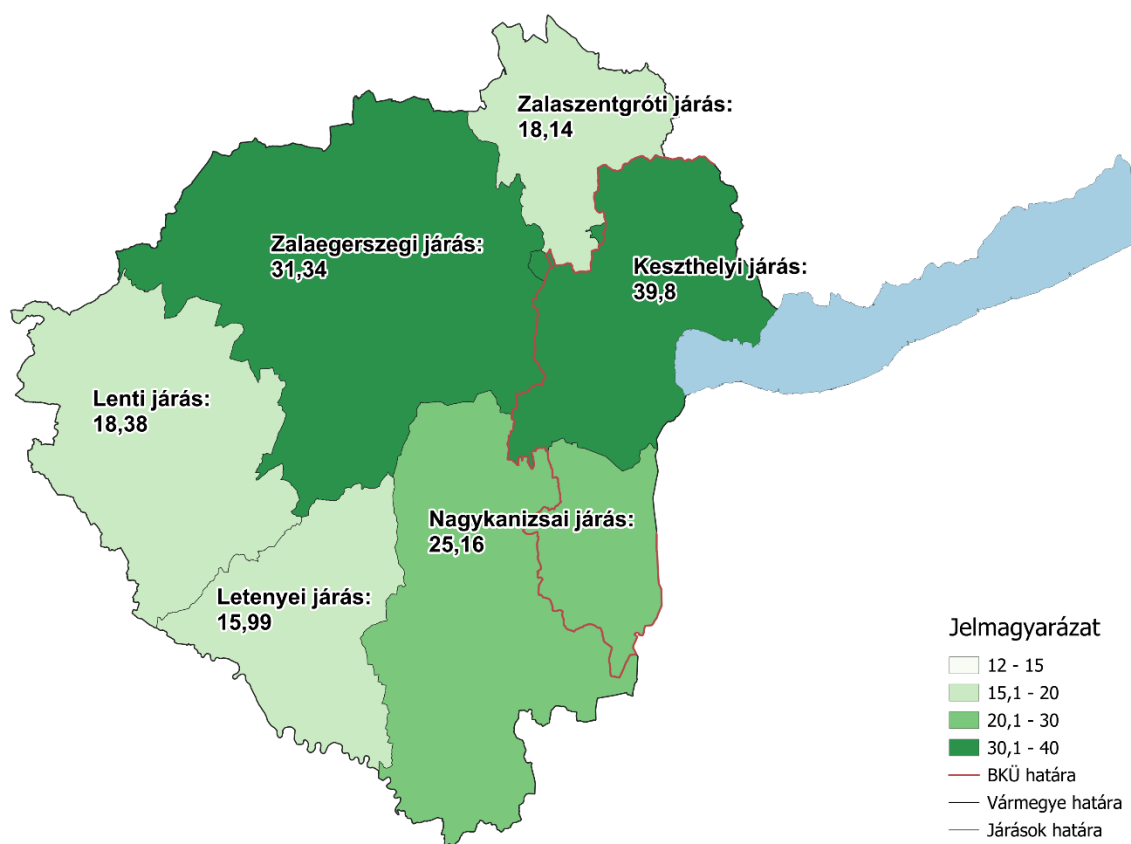 Zalaszentgróti járás:
18,14
Zalaegerszegi járás:
31,34
Keszthelyi járás:
39,8
Lenti járás:
18,38
Nagykanizsai járás:
25,16
Letenyei járás:
15,99
Jelmagyarázat
12 - 15
15,1 - 20
20,1 - 30
30,1 - 40
BKÜ határa
Vármegye határa
Járások határa